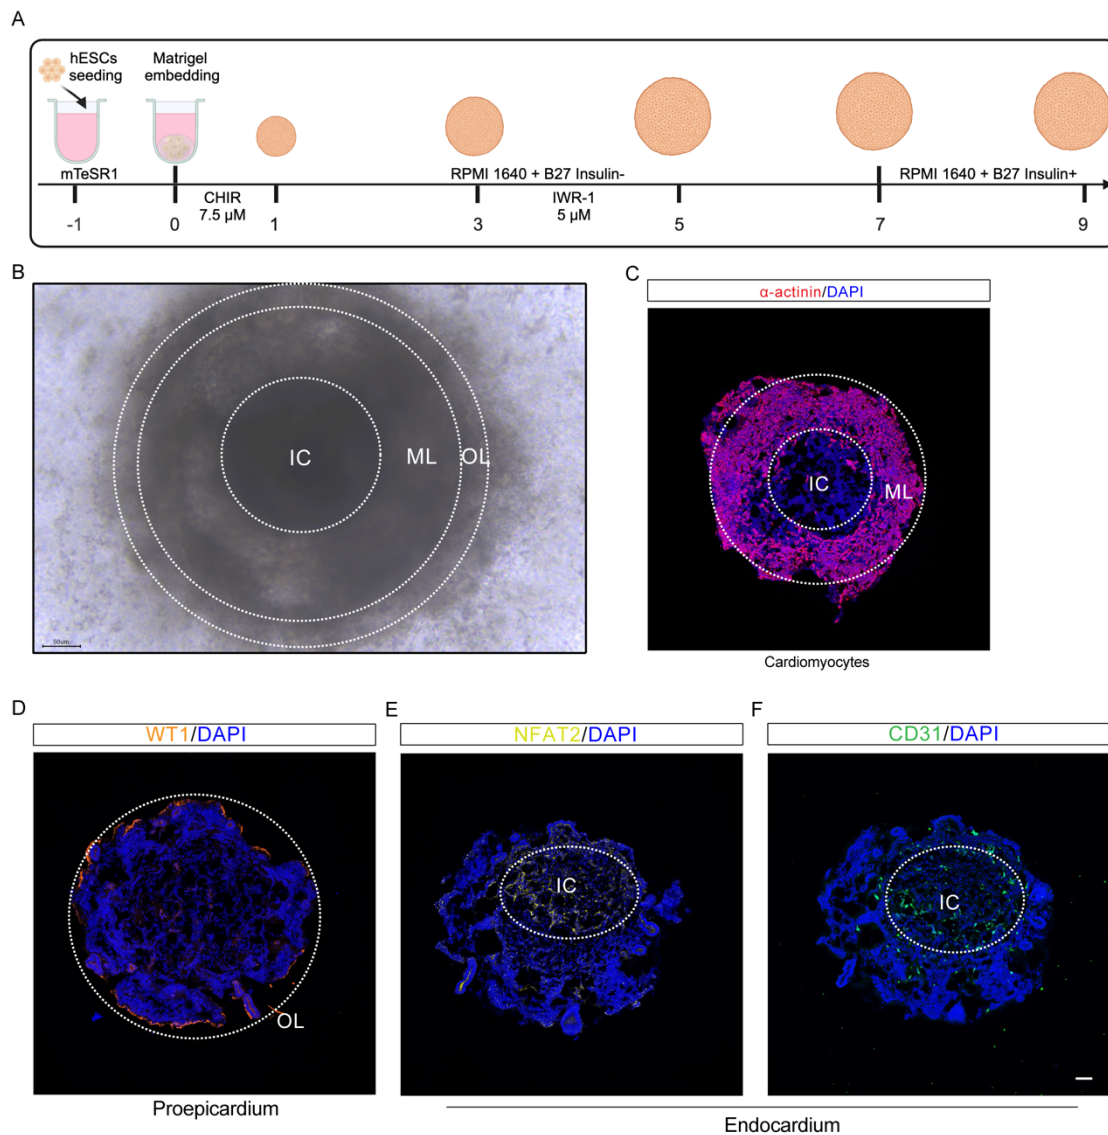 A
hESCs
seeding
Matrigel
embedding
mTeSR1
RPMI 1640 + B27 Insulin-
RPMI 1640 + B27 Insulin+
CHIR
7.5 µM
IWR-1
5 µM
-1
0
1
3
5
7
9
B
IC
ML
OL
50um
C
α-actinin/DAPI
IC
ML
Cardiomyocytes
D
WT1/DAPI
OL
Proepicardium
E
NFAT2/DAPI
IC
F
CD31/DAPI
IC
Endocardium